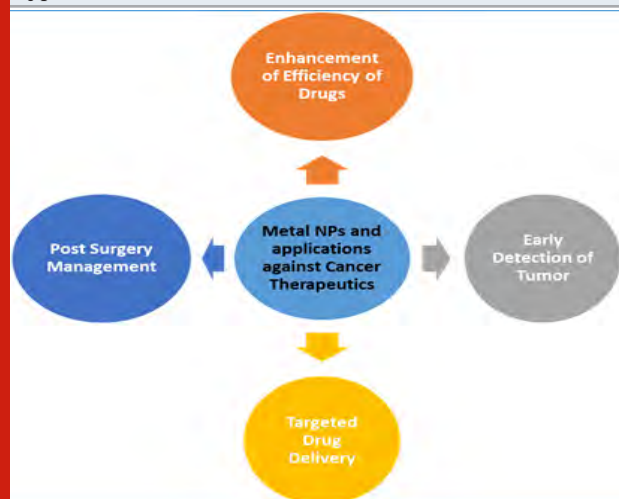 Enhancement
of Efficiency of
Drugs
Post Surgery
Management
Metal NPs and
applications
against Cancer
Therapeutics
Early
Detection of
Tumor
Targeted
Drug
Delivery